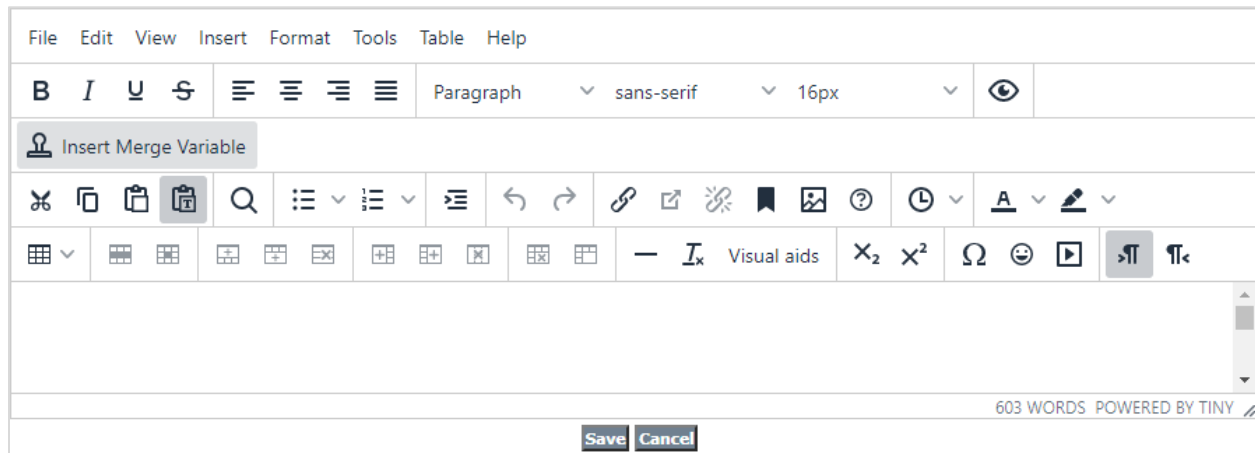 File Edit View Insert Format Tools Table Help
B I U S Paragraph sans-serif 16px
Insert Merge Variable
A
Visual aids X₂ X² Ω
603 WORDS POWERED BY TINY
Save Cancel